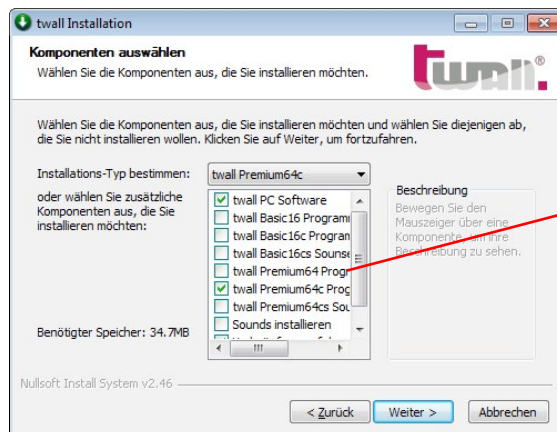 twall Installation
Komponenten auswählen
Wählen Sie die Komponenten aus, die Sie installieren möchten.
twall.®
Wählen Sie die Komponenten aus, die Sie installieren möchten und wählen Sie diejenigen ab,
die Sie nicht installieren wollen. Klicken Sie auf Weiter, um fortzufahren.
Installations-Typ bestimmen:
twall Premium64c
oder wählen Sie zusätzliche
Komponenten aus, die Sie
installieren möchten:
twall PC Software
twall Basic16 Programm
twall Basic16c Program
twall Basic16cs Sounse
twall Premium64 Progr
twall Premium64c Prog
twall Premium64cs Sou
Sounds installieren
Beschreibung
Bewegen Sie den
Mauszeiger über eine
Komponente, um ihre
Beschreibung zu sehen.
Benötigter Speicher: 34.7MB
Nullsoft Install System v2.46
< Zurück
Weiter >
Abbrechen